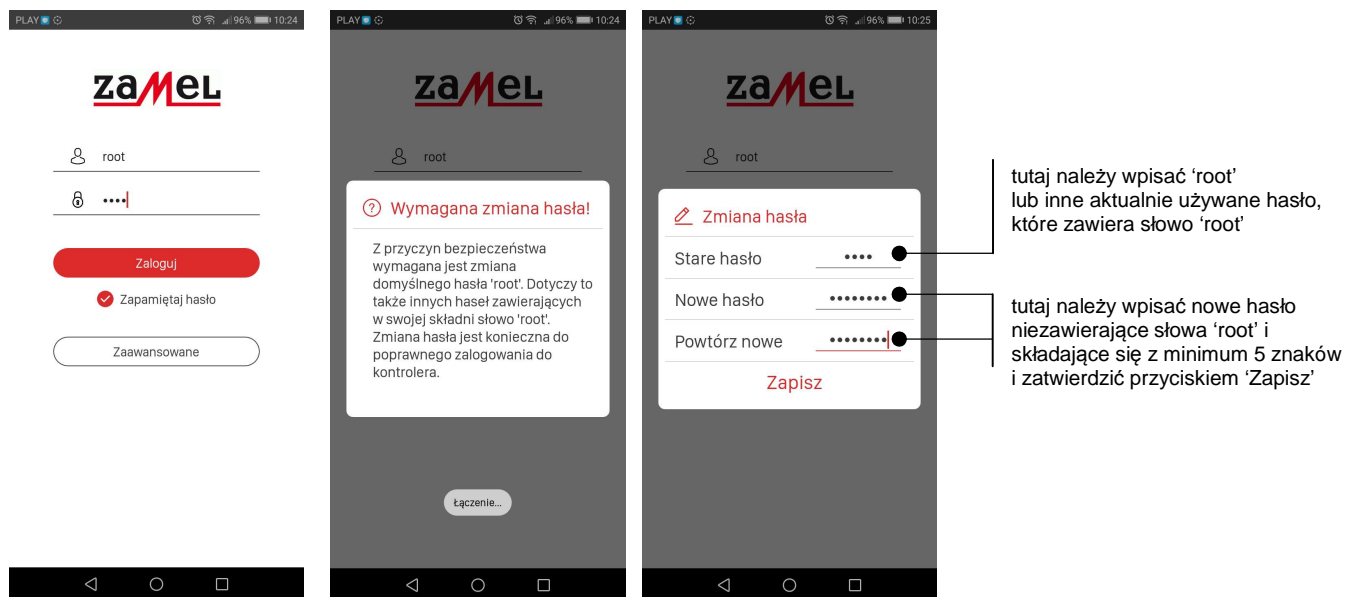 PLAY 96% 10:24
zaMeL
root
••••
Zaloguj
Zapamiętaj hasło
Zaawansowane
PLAY 96% 10:24
zaMeL
root
Wymagana zmiana hasła!
Z przyczyn bezpieczeństwa
wymagana jest zmiana
domyślnego hasła 'root'. Dotyczy to
także innych haseł zawierających
w swojej składni słowo 'root'.
Zmiana hasła jest konieczna do
poprawnego zalogowania do
kontrolera.
Łączenie...
PLAY 96% 10:25
zaMeL
root
Zmiana hasła
Stare hasło ••••
Nowe hasło ••••••••
Powtórz nowe ••••••••
Zapisz
tutaj należy wpisać ‘root’
lub inne aktualnie używane hasło,
które zawiera słowo ‘root’
tutaj należy wpisać nowe hasło
niezawierające słowa ‘root’ i
składające się z minimum 5 znaków
i zatwierdzić przyciskiem ‘Zapisz’